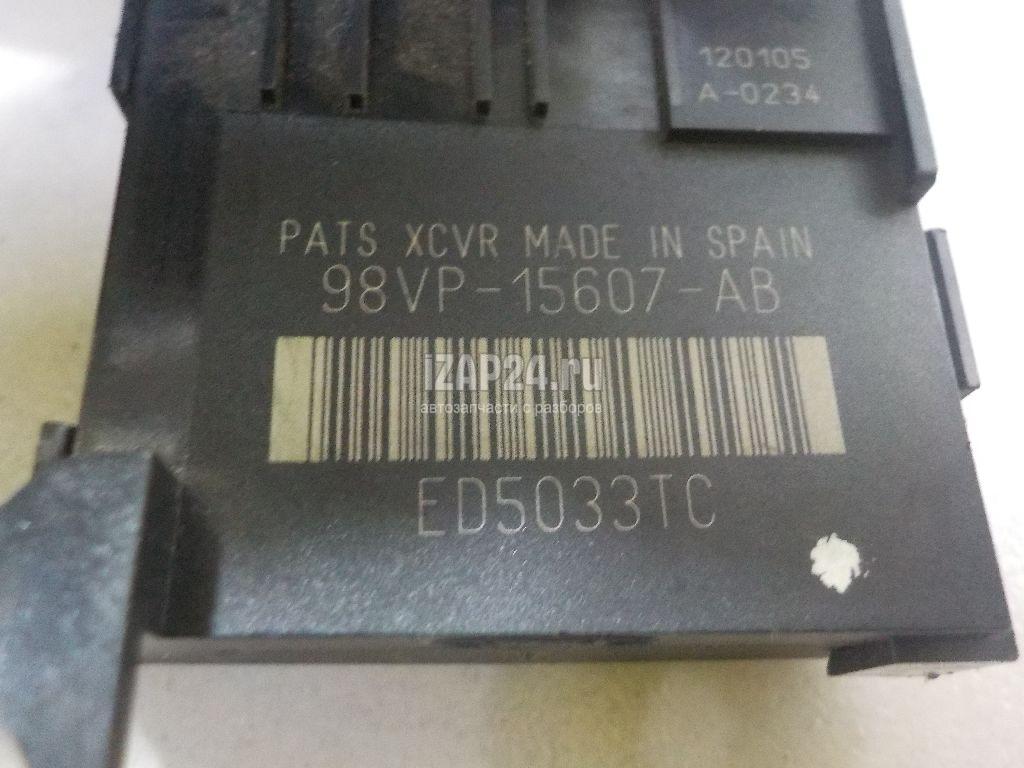 120105
A-0234
PATS XCVR MADE IN SPAIN
98VP-15607-AB
iZAP24.ru
автозапчасти с разборов
ED5033TC